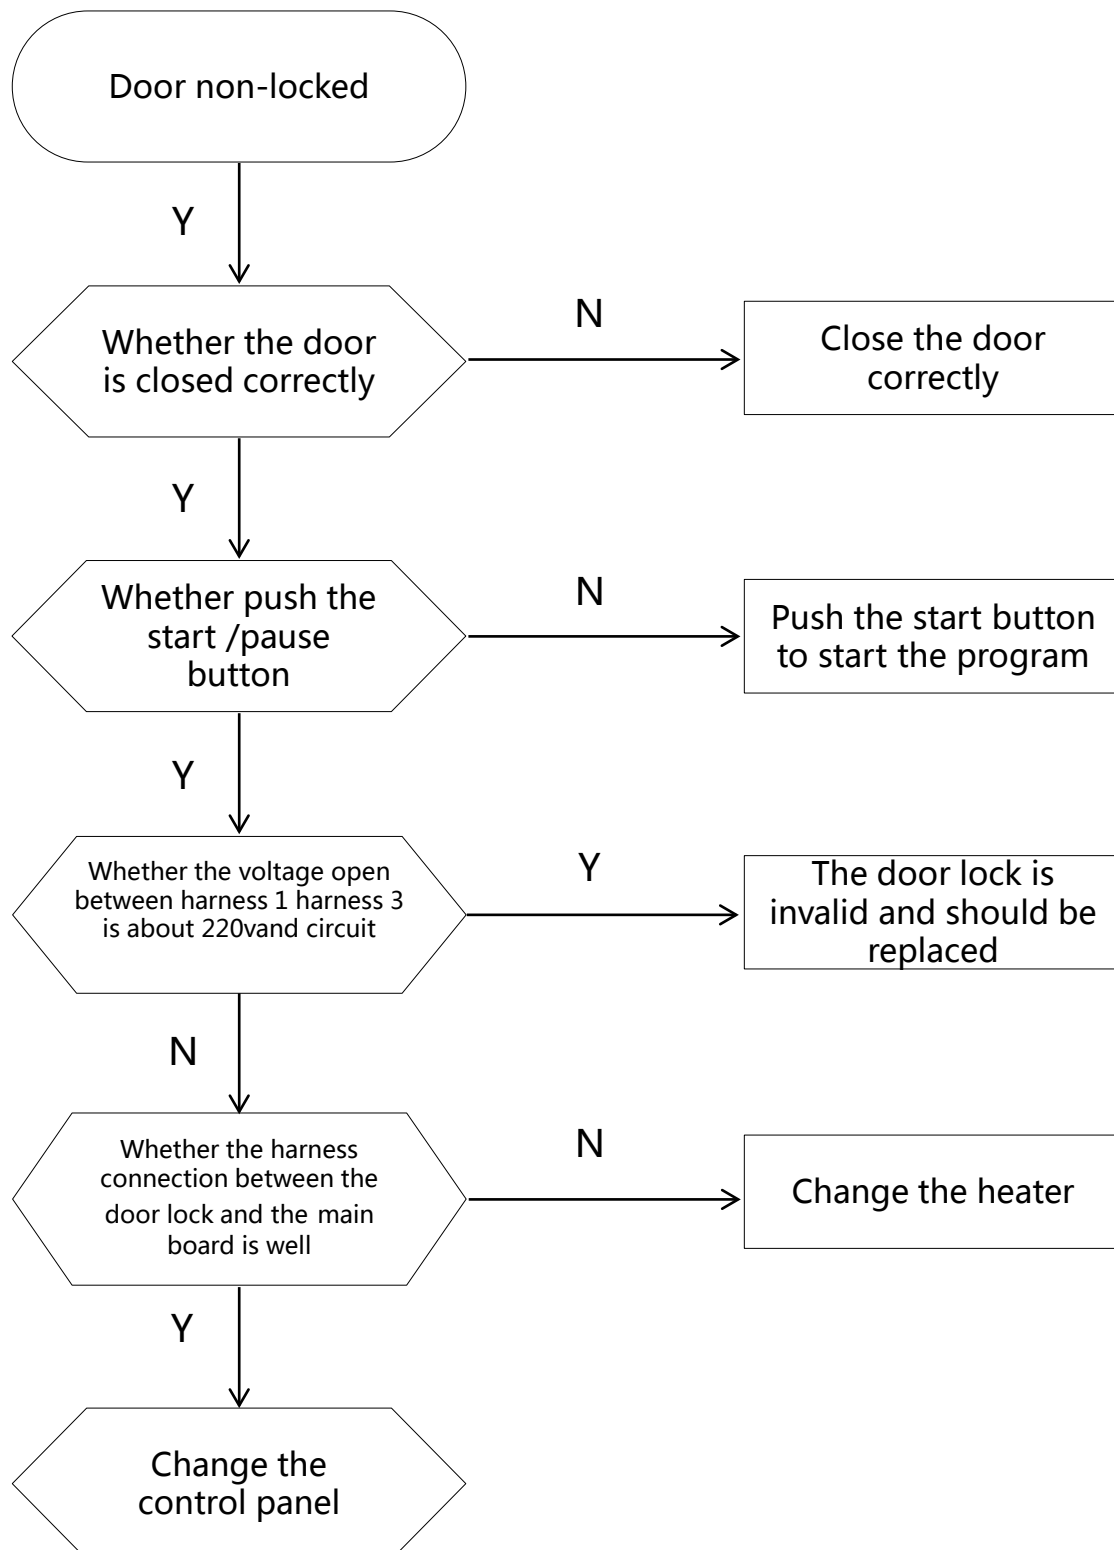 Door non-locked
Y
Whether the door
is closed correctly
N
Close the door
correctly
Y
Whether push the
start /pause
button
N
Push the start button
to start the program
Y
Whether the voltage open
between harness 1 harness 3
is about 220vand circuit
Y
The door lock is
invalid and should be
replaced
N
Whether the harness
connection between the
door lock and the main
board is well
N
Change the heater
Y
Change the
control panel